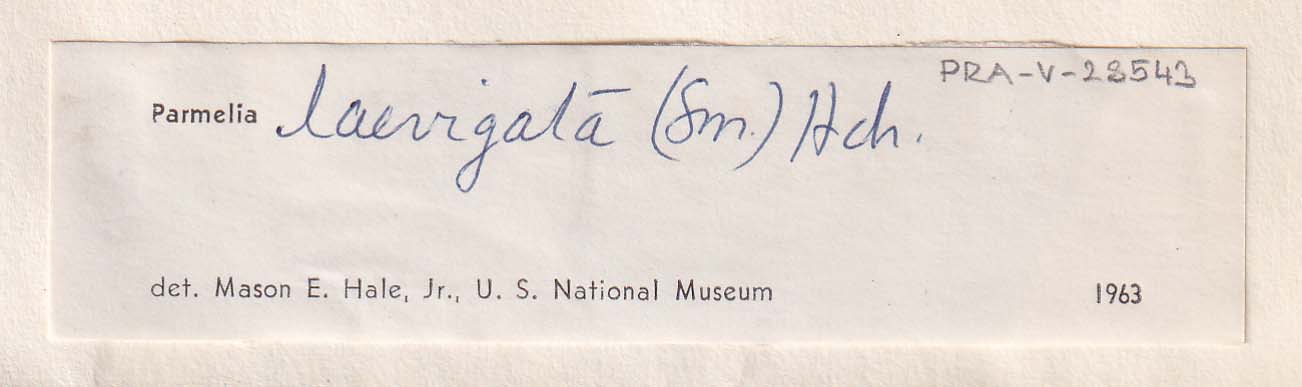 PRA-V-28543
Parmelia laevigata (Sm.) Ach.
det. Mason E. Hale, Jr., U. S. National Museum 1963